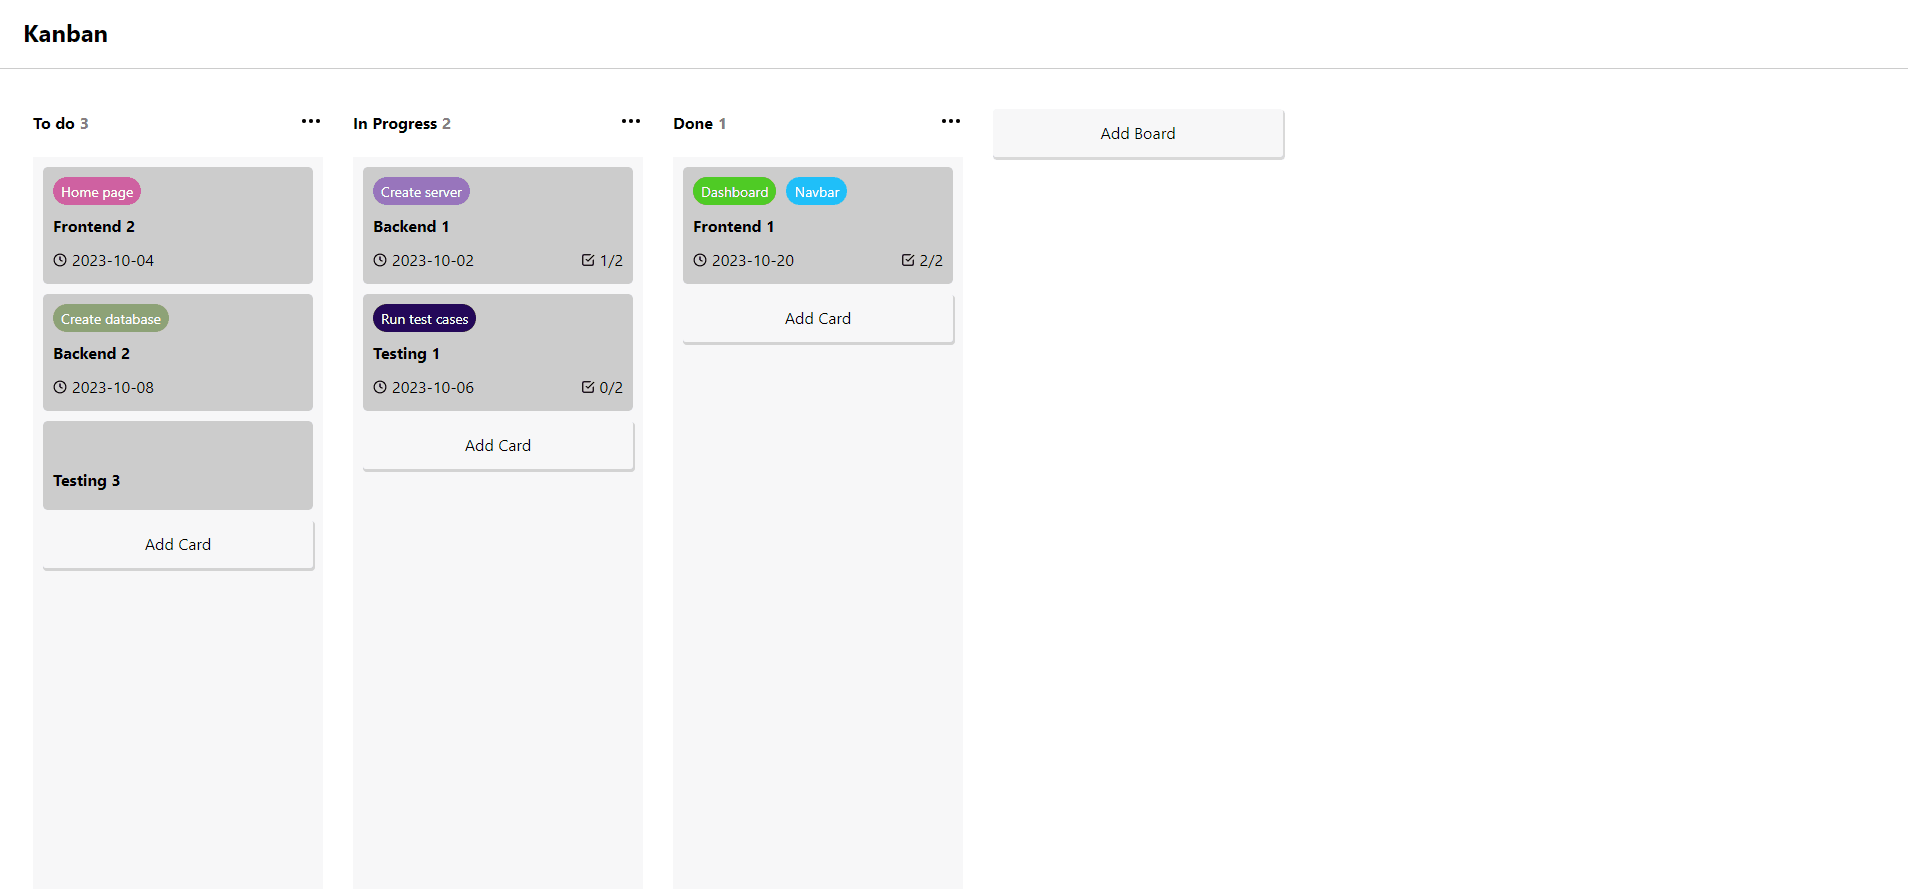 Kanban
To do 3
Home page
Frontend 2
2023-10-04
Create database
Backend 2
2023-10-08
Testing 3
Add Card
In Progress 2
Create server
Backend 1
2023-10-02 1/2
Run test cases
Testing 1
2023-10-06 0/2
Add Card
Done 1
Dashboard Navbar
Frontend 1
2023-10-20 2/2
Add Card
Add Board